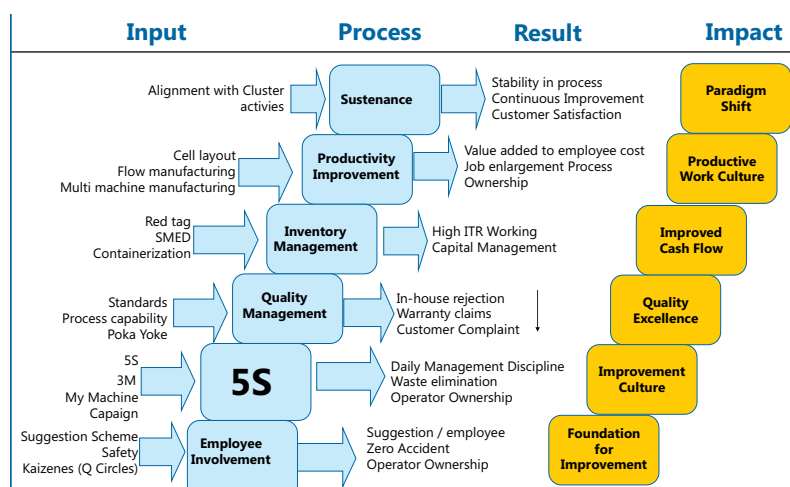 Input
Process
Result
Impact
Alignment with Cluster
activies
Sustenance
Stability in process
Continuous Improvement
Customer Satisfaction
Paradigm
Shift
Cell layout
Flow manufacturing
Multi machine manufacturing
Productivity
Improvement
Value added to employee cost
Job enlargement Process
Ownership
Productive
Work Culture
Red tag
SMED
Containerization
Inventory
Management
High ITR Working
Capital Management
Improved
Cash Flow
Standards
Process capability
Poka Yoke
Quality
Management
In-house rejection
Warranty claims
Customer Complaint
Quality
Excellence
5S
3M
My Machine
Capaign
5S
Daily Management Discipline
Waste elimination
Operator Ownership
Improvement
Culture
Suggestion Scheme
Safety
Kaizenes (Q Circles)
Employee
Involvement
Suggestion / employee
Zero Accident
Operator Ownership
Foundation
for
Improvement